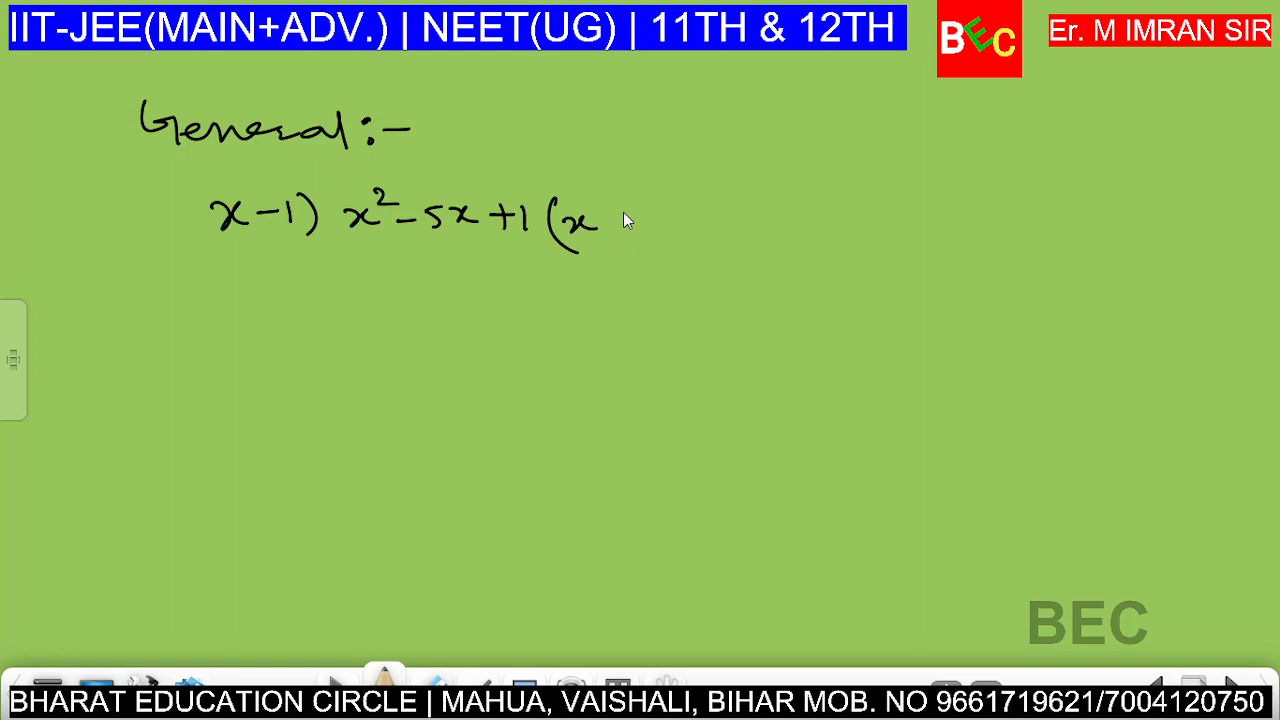 IIT-JEE(MAIN+ADV.) | NEET(UG) | 11TH & 12TH
BEC
Er. M IMRAN SIR
General:-
x-1) x²-5x+1 (x
BEC
BHARAT EDUCATION CIRCLE | MAHUA, VAISHALI, BIHAR MOB. NO 9661719621/7004120750